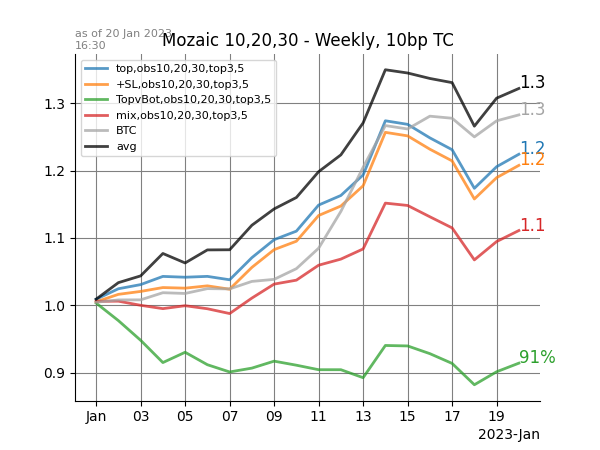 as of 20 Jan 2023
16:30
Mozaic 10,20,30 - Weekly, 10bp TC
top,obs10,20,30,top3,5
+SL,obs10,20,30,top3,5
TopvBot,obs10,20,30,top3,5
mix,obs10,20,30,top3,5
BTC
avg
1.3
1.3
1.2
1.2
1.1
91%
1.3
1.2
1.1
1.0
0.9
Jan 03 05 07 09 11 13 15 17 19
2023-Jan